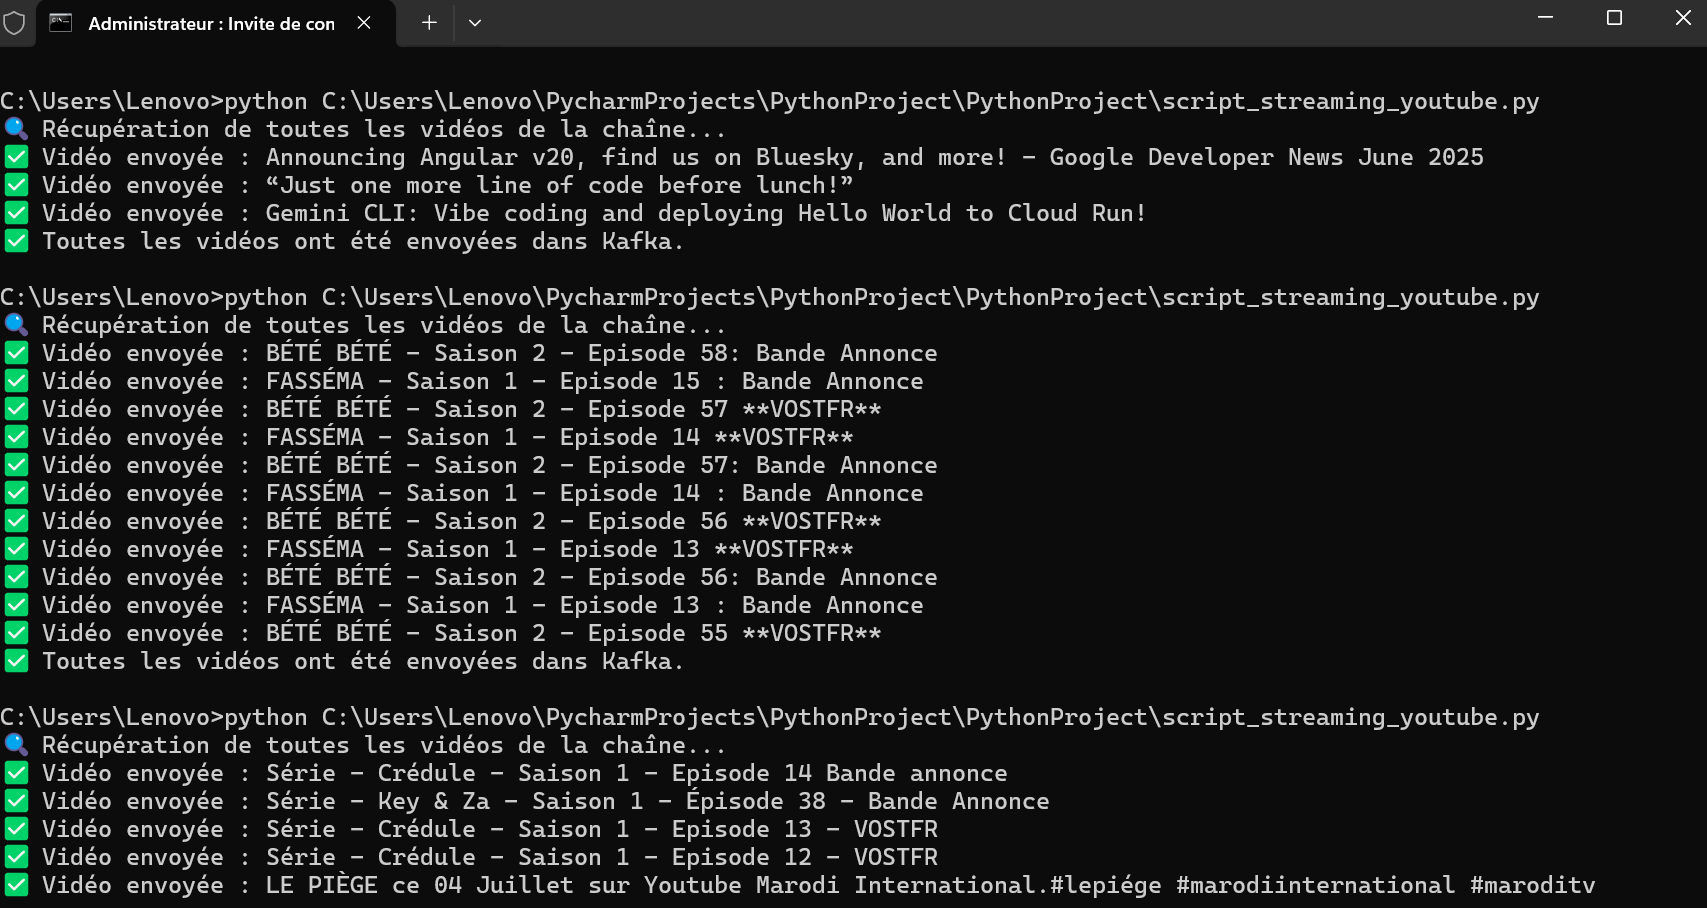 Administrateur : Invite de con
C:\Users\Lenovo>python C:\Users\Lenovo\PycharmProjects\PythonProject\PythonProject\script_streaming_youtube.py
Récupération de toutes les vidéos de la chaîne...
Vidéo envoyée : Announcing Angular v20, find us on Bluesky, and more! - Google Developer News June 2025
Vidéo envoyée : “Just one more line of code before lunch!”
Vidéo envoyée : Gemini CLI: Vibe coding and deploying Hello World to Cloud Run!
Toutes les vidéos ont été envoyées dans Kafka.
C:\Users\Lenovo>python C:\Users\Lenovo\PycharmProjects\PythonProject\PythonProject\script_streaming_youtube.py
Récupération de toutes les vidéos de la chaîne...
Vidéo envoyée : BÉTÉ BÉTÉ - Saison 2 - Episode 58: Bande Annonce
Vidéo envoyée : FASSÉMA - Saison 1 - Episode 15 : Bande Annonce
Vidéo envoyée : BÉTÉ BÉTÉ - Saison 2 - Episode 57 **VOSTFR**
Vidéo envoyée : FASSÉMA - Saison 1 - Episode 14 **VOSTFR**
Vidéo envoyée : BÉTÉ BÉTÉ - Saison 2 - Episode 57: Bande Annonce
Vidéo envoyée : FASSÉMA - Saison 1 - Episode 14 : Bande Annonce
Vidéo envoyée : BÉTÉ BÉTÉ - Saison 2 - Episode 56 **VOSTFR**
Vidéo envoyée : FASSÉMA - Saison 1 - Episode 13 **VOSTFR**
Vidéo envoyée : BÉTÉ BÉTÉ - Saison 2 - Episode 56: Bande Annonce
Vidéo envoyée : FASSÉMA - Saison 1 - Episode 13 : Bande Annonce
Vidéo envoyée : BÉTÉ BÉTÉ - Saison 2 - Episode 55 **VOSTFR**
Toutes les vidéos ont été envoyées dans Kafka.
C:\Users\Lenovo>python C:\Users\Lenovo\PycharmProjects\PythonProject\PythonProject\script_streaming_youtube.py
Récupération de toutes les vidéos de la chaîne...
Vidéo envoyée : Série - Crédule - Saison 1 - Episode 14 Bande annonce
Vidéo envoyée : Série - Key & Za - Saison 1 - Épisode 38 - Bande Annonce
Vidéo envoyée : Série - Crédule - Saison 1 - Episode 13 - VOSTFR
Vidéo envoyée : Série - Crédule - Saison 1 - Episode 12 - VOSTFR
Vidéo envoyée : LE PIÈGE ce 04 Juillet sur Youtube Marodi International.#lepiége #marodiinternational #maroditv